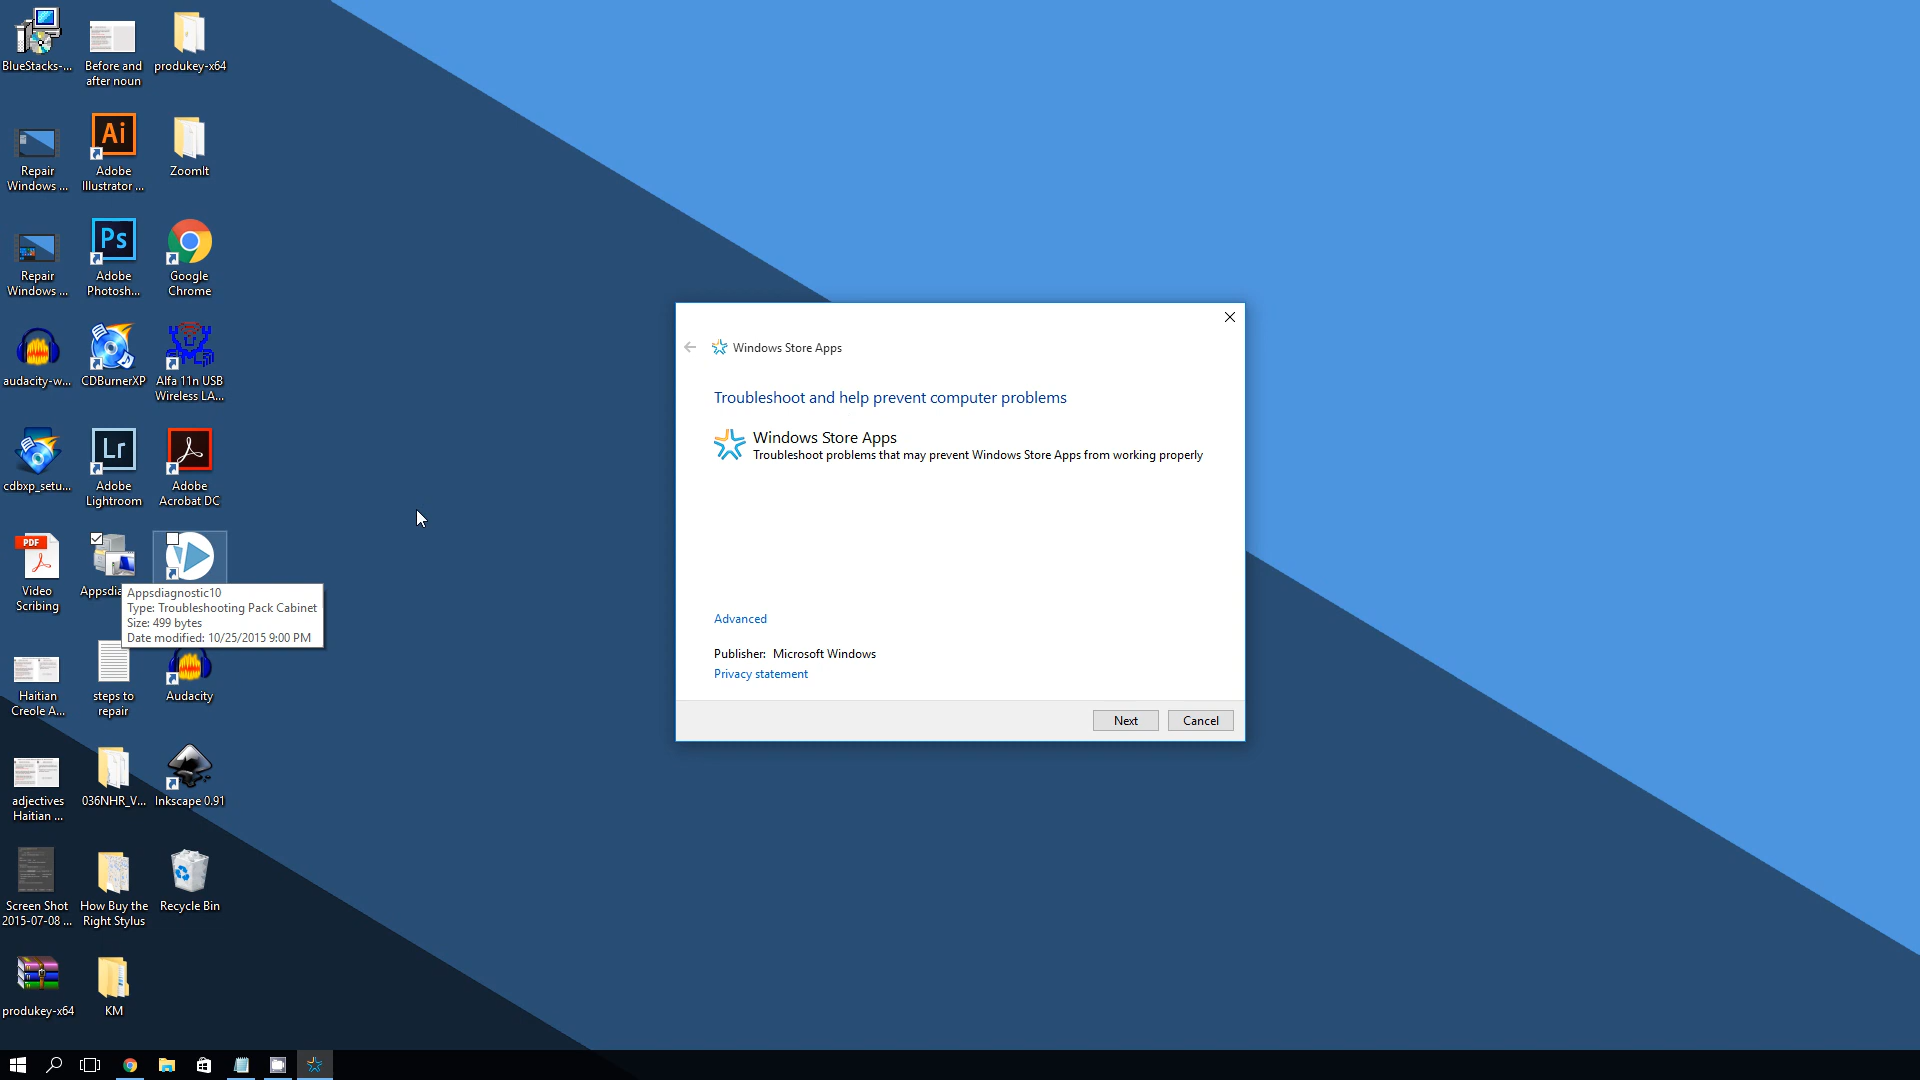 BlueStacks-...
Before and
after noun
produkey-x64
Repair
Windows ...
Ai
Adobe
Illustrator ...
ZoomIt
Repair
Windows ...
Ps
Adobe
Photosh...
Google
Chrome
audacity-w...
CDBurnerXP
Alfa 11n USB
Wireless LA...
cdbxp_setu...
Lr
Adobe
Lightroom
Adobe
Acrobat DC
PDF
Video
Scribing
Appsdia
Appsdiagnostic10
Type: Troubleshooting Pack Cabinet
Size: 499 bytes
Date modified: 10/25/2015 9:00 PM
Haitian
Creole A...
steps to
repair
Audacity
adjectives
Haitian ...
036NHR_V...
Inkscape 0.91
Screen Shot
2015-07-08 ...
How Buy the
Right Stylus
Recycle Bin
produkey-x64
KM
Windows Store Apps
Troubleshoot and help prevent computer problems
Windows Store Apps
Troubleshoot problems that may prevent Windows Store Apps from working properly
Advanced
Publisher: Microsoft Windows
Privacy statement
Next
Cancel